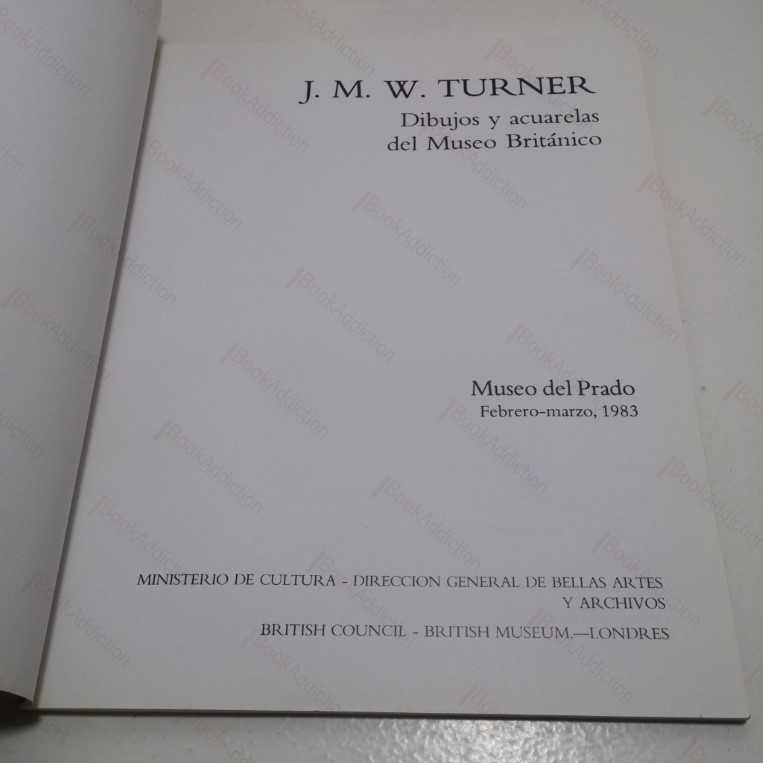 J. M. W. TURNER
Dibujos y acuarelas
del Museo Británico
Museo del Prado
Febrero-marzo, 1983
MINISTERIO DE CULTURA - DIRECCION GENERAL DE BELLAS ARTES
Y ARCHIVOS
BRITISH COUNCIL - BRITISH MUSEUM.—LONDRES
BookAddiction